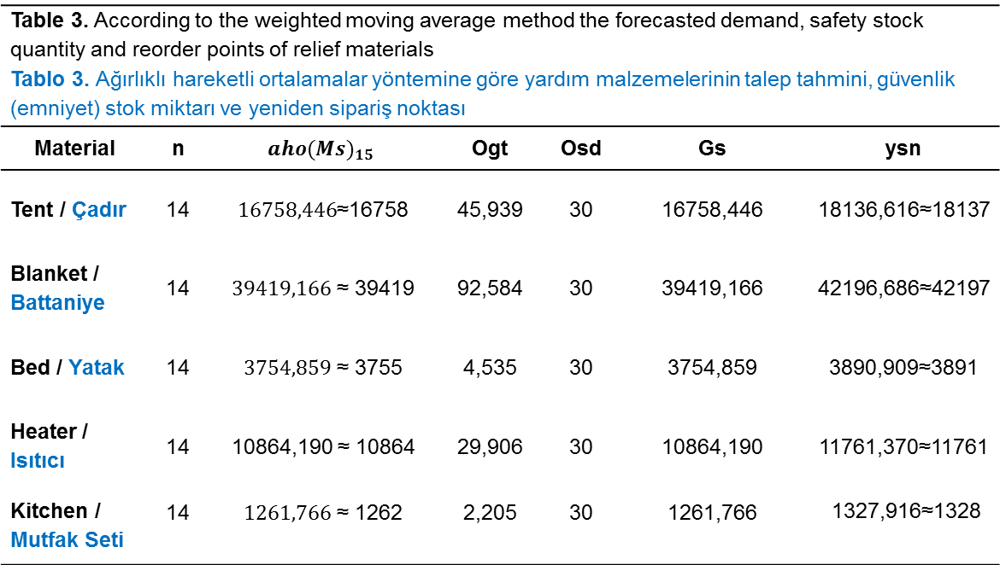 Table 3. According to the weighted moving average method the forecasted demand, safety stock
quantity and reorder points of relief materials
Tablo 3. Ağırlıklı hareketli ortalamalar yöntemine göre yardım malzemelerinin talep tahmini, güvenlik
(emniyet) stok miktarı ve yeniden sipariş noktası
Material n aho(Ms)₁₅ Ogt Osd Gs ysn
Tent / Çadır 14 16758,446≈16758 45,939 30 16758,446 18136,616≈18137
Blanket /
Battaniye 14 39419,166 ≈ 39419 92,584 30 39419,166 42196,686≈42197
Bed / Yatak 14 3754,859 ≈ 3755 4,535 30 3754,859 3890,909≈3891
Heater /
Isıtıcı 14 10864,190 ≈ 10864 29,906 30 10864,190 11761,370≈11761
Kitchen /
Mutfak Seti 14 1261,766 ≈ 1262 2,205 30 1261,766 1327,916≈1328